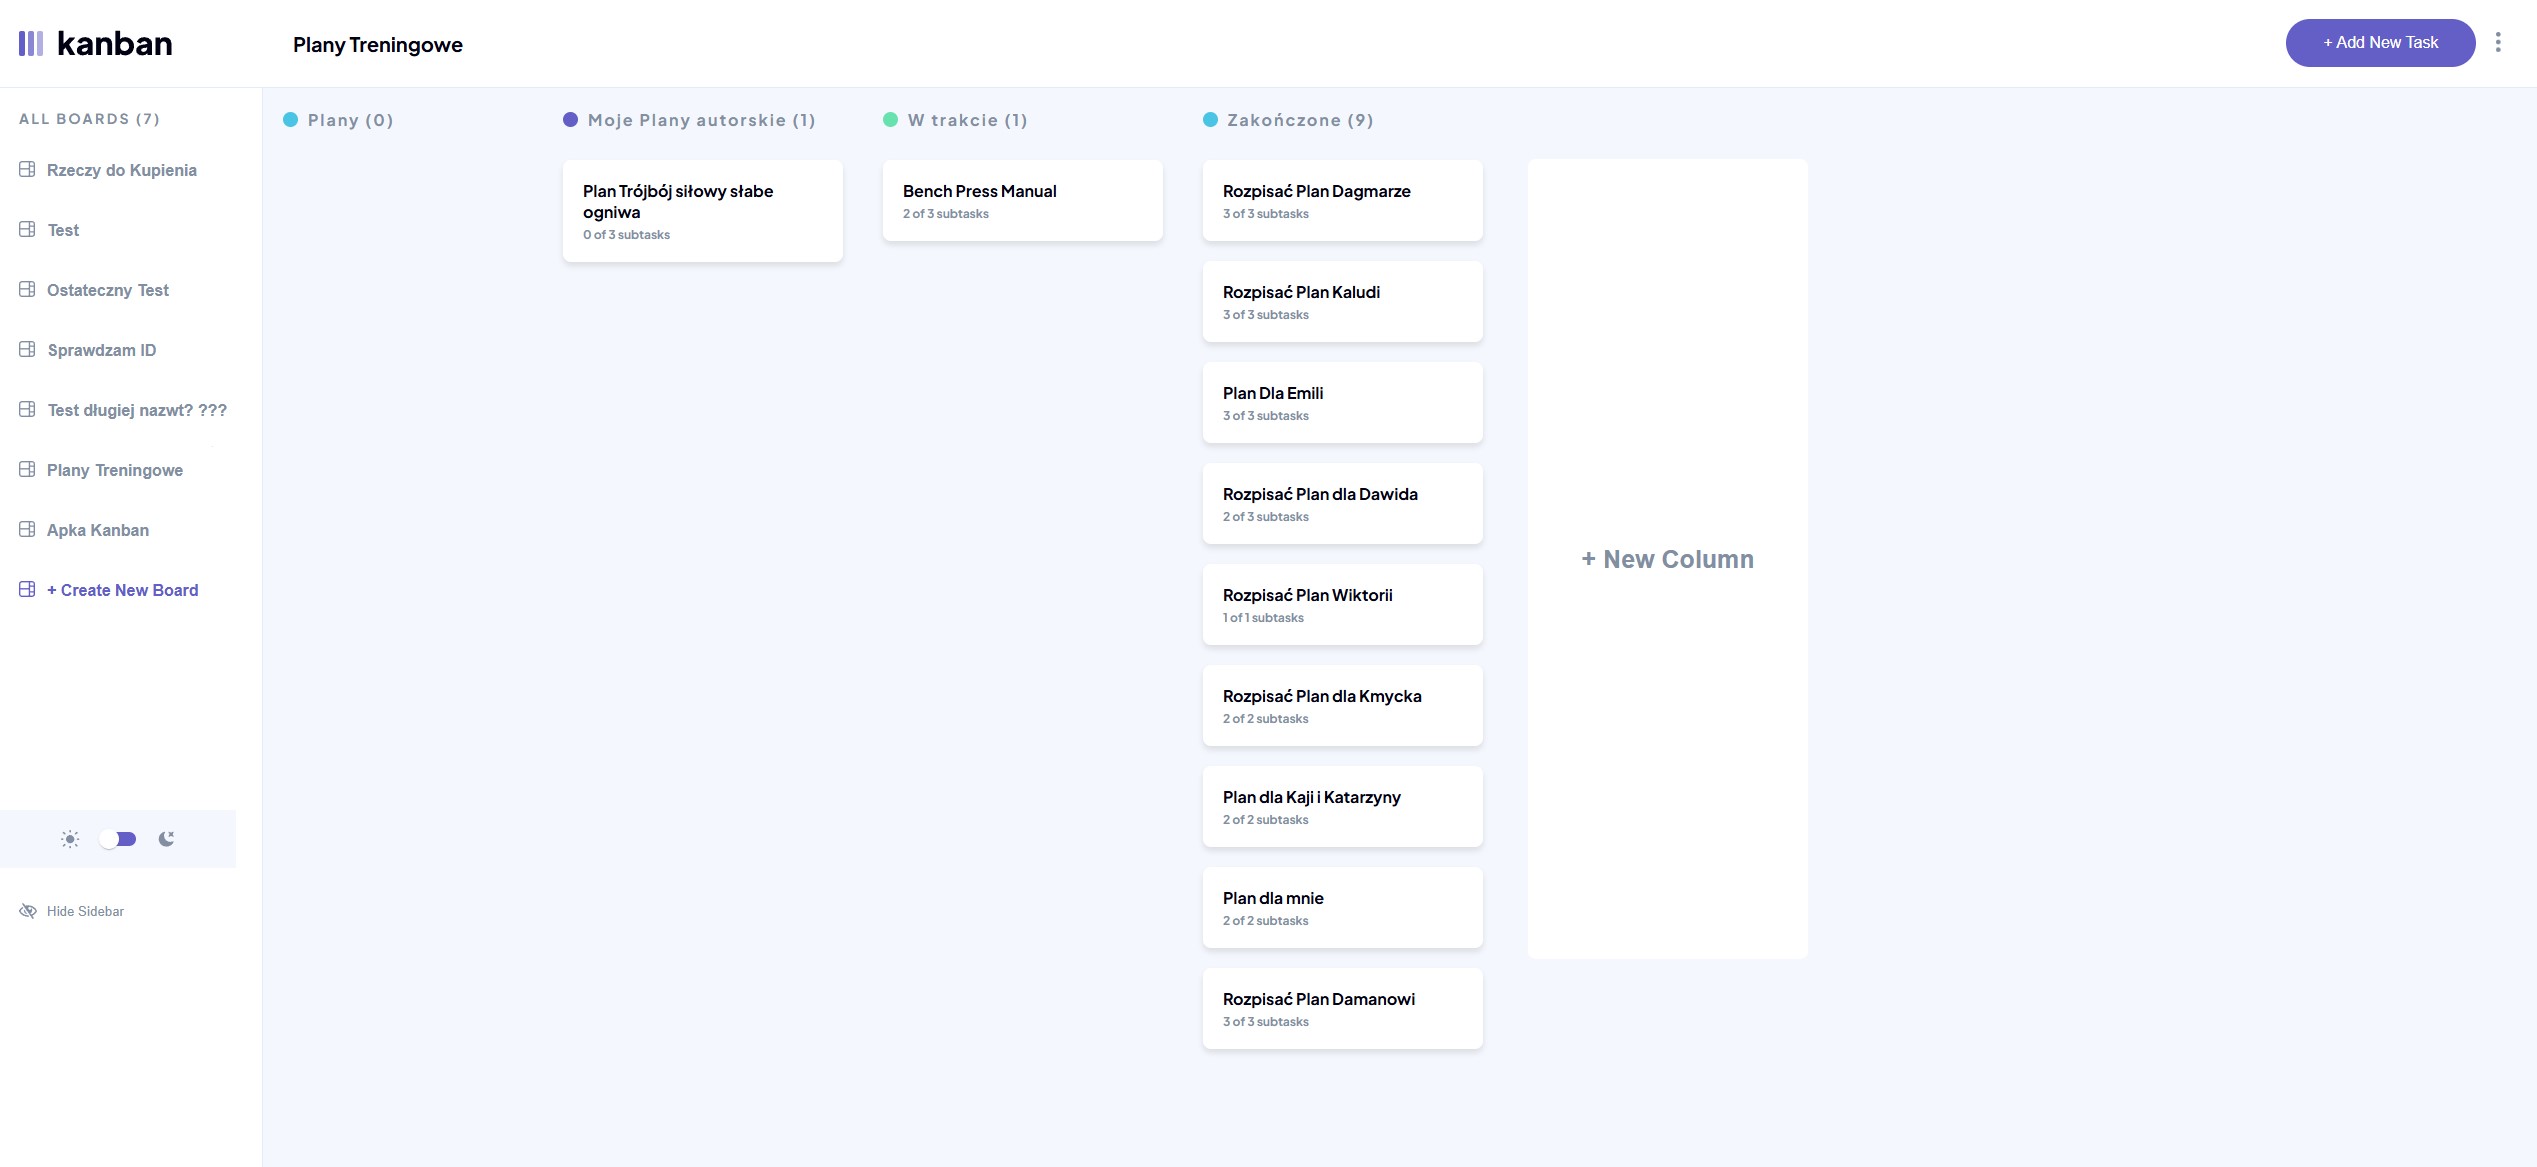 kanban
Plany Treningowe
+ Add New Task
ALL BOARDS (7)
Rzeczy do Kupienia
Test
Ostateczny Test
Sprawdzam ID
Test długiej nazwt? ???
Plany Treningowe
Apka Kanban
+ Create New Board
Hide Sidebar
Plany (0)
Moje Plany autorskie (1)
Plan Trójbój siłowy słabe
ogniwa
0 of 3 subtasks
W trakcie (1)
Bench Press Manual
2 of 3 subtasks
Zakończone (9)
Rozpisać Plan Dagmarze
3 of 3 subtasks
Rozpisać Plan Kaludi
3 of 3 subtasks
Plan Dla Emili
3 of 3 subtasks
Rozpisać Plan dla Dawida
2 of 3 subtasks
Rozpisać Plan Wiktorii
1 of 1 subtasks
Rozpisać Plan dla Kmycka
2 of 2 subtasks
Plan dla Kaji i Katarzyny
2 of 2 subtasks
Plan dla mnie
2 of 2 subtasks
Rozpisać Plan Damanowi
3 of 3 subtasks
+ New Column